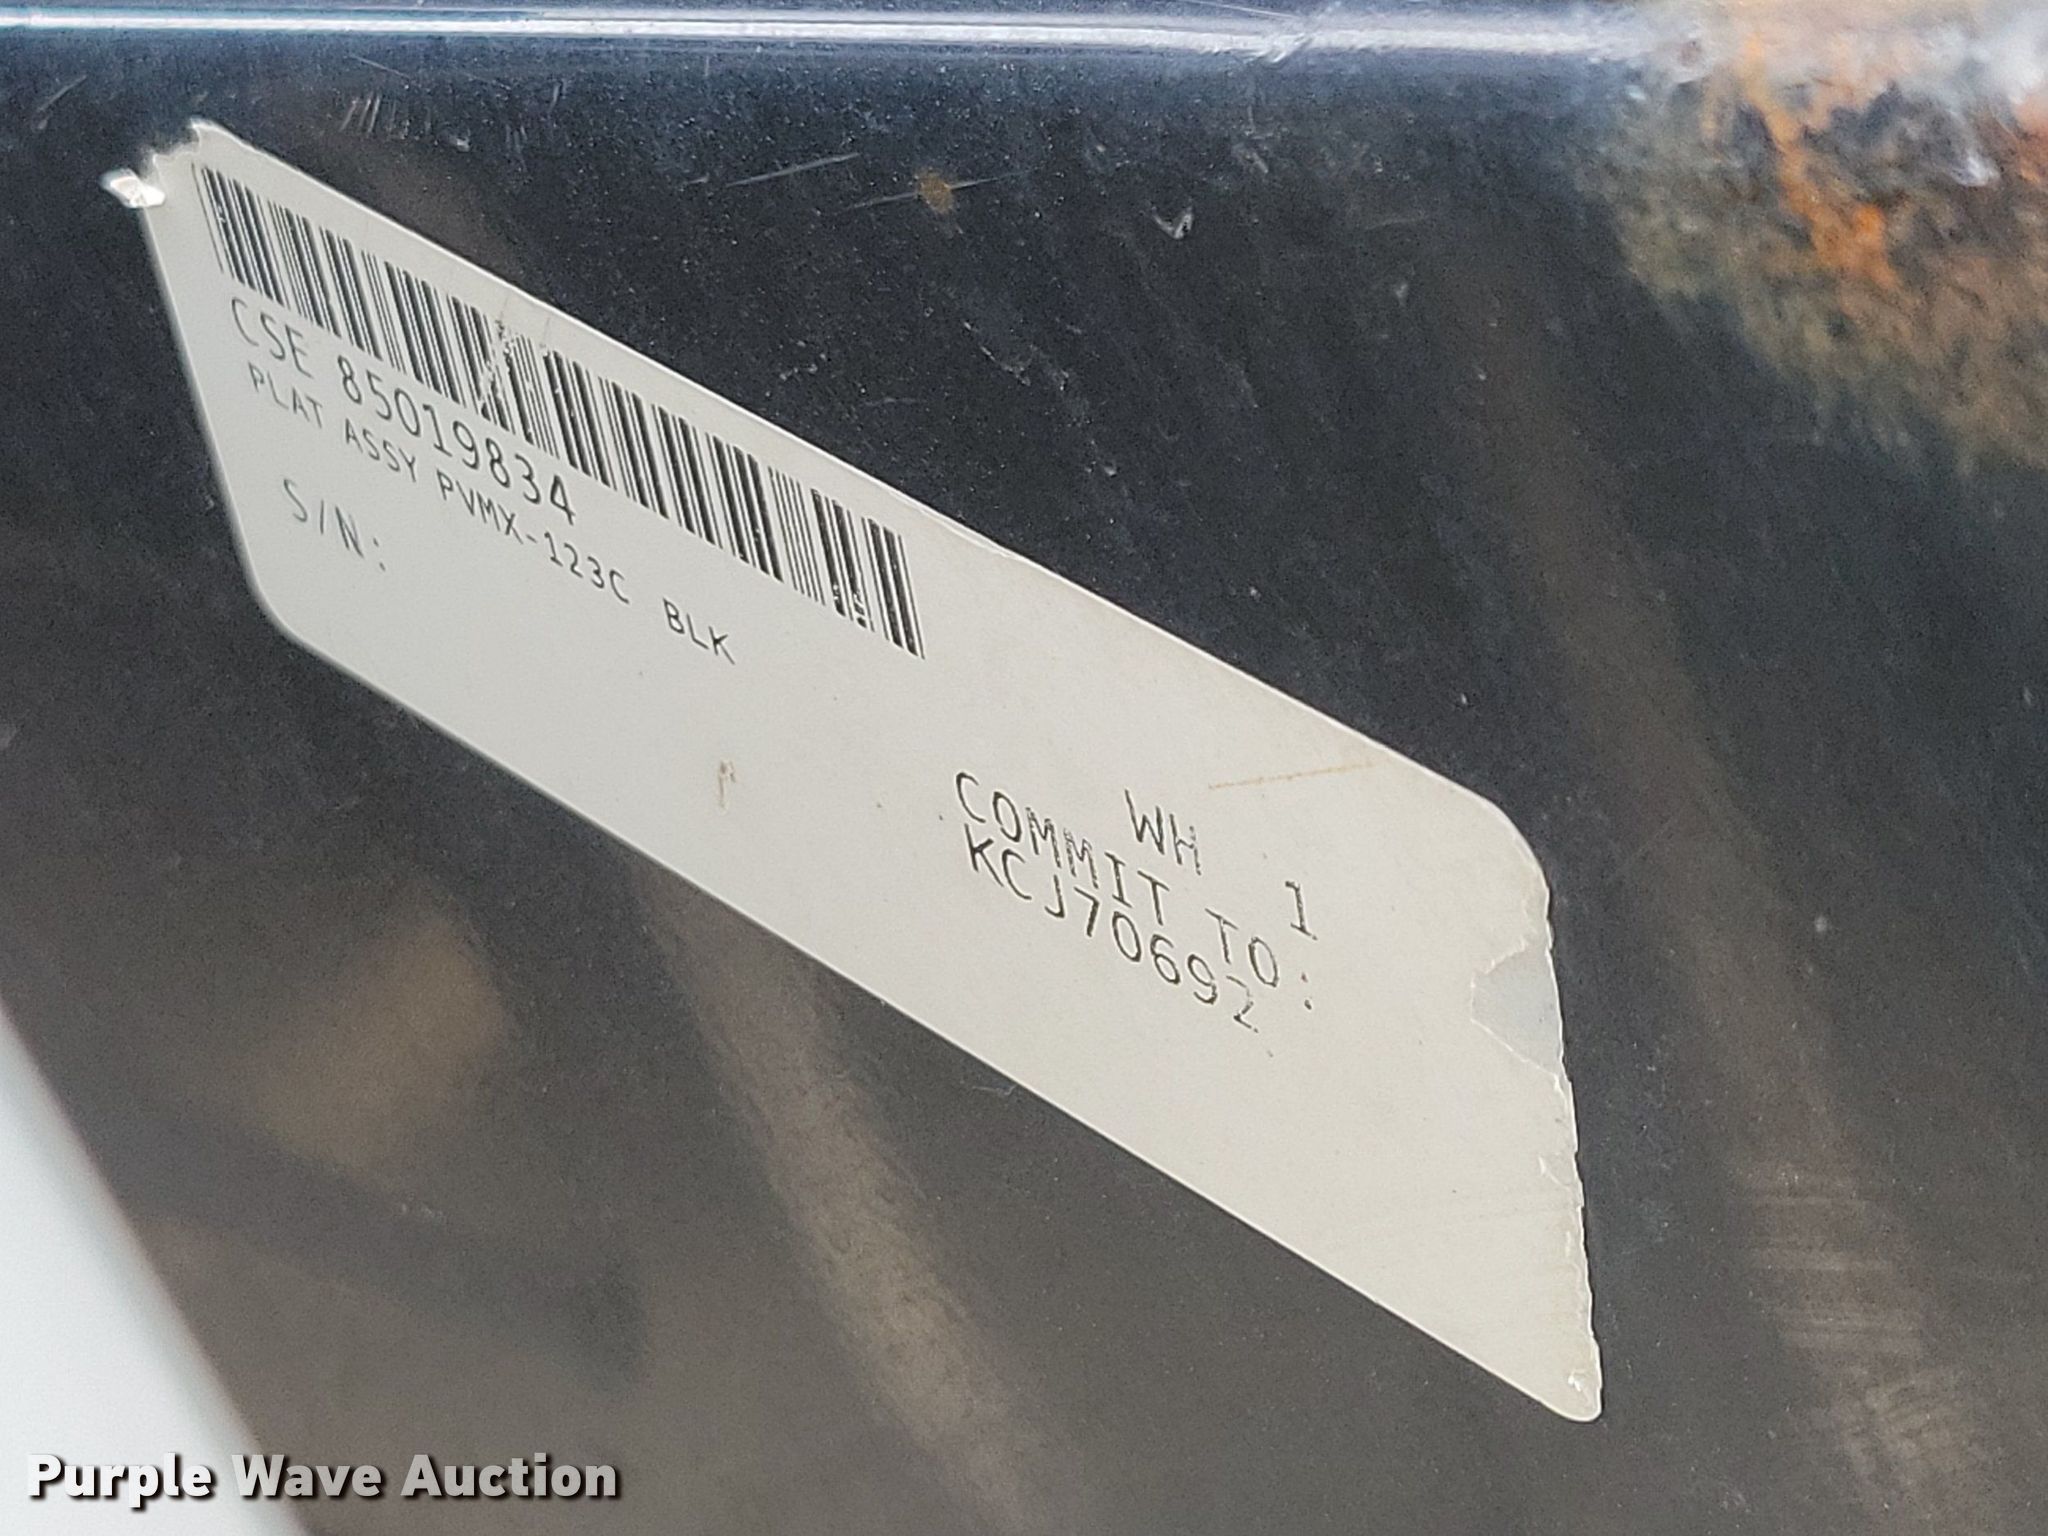 CSE 85019834
PLAT ASSY PVMX-123C BLK
S/N:
WH 1
COMMIT TO:
KCJ70692
Purple Wave Auction